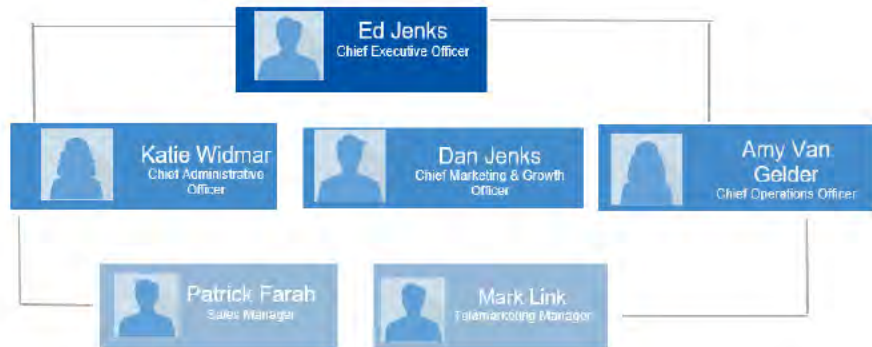 Ed Jenks
Chief Executive Officer
Katie Widmar
Chief Administrative
Officer
Dan Jenks
Chief Marketing & Growth
Officer
Amy Van
Gelder
Chief Operations Officer
Patrick Farah
Sales Manager
Mark Link
Telemarketing Manager